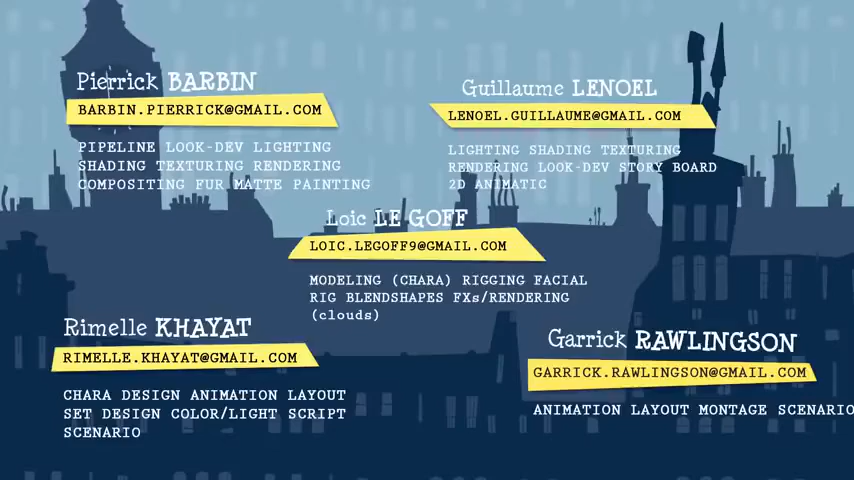 Pierrick BARBIN
BARBIN.PIERRICK@GMAIL.COM
PIPELINE LOOK-DEV LIGHTING
SHADING TEXTURING RENDERING
COMPOSITING FUR MATTE PAINTING
Guillaume LENOEL
LENOEL.GUILLAUME@GMAIL.COM
LIGHTING SHADING TEXTURING
RENDERING LOOK-DEV STORY BOARD
2D ANIMATIC
Loic LE GOFF
LOIC.LEGOFF9@GMAIL.COM
MODELING (CHARA) RIGGING FACIAL
RIG BLENDSHAPES FXs/RENDERING
(clouds)
Rimelle KHAYAT
RIMELLE.KHAYAT@GMAIL.COM
CHARA DESIGN ANIMATION LAYOUT
SET DESIGN COLOR/LIGHT SCRIPT
SCENARIO
Garrick RAWLINGSON
GARRICK.RAWLINGSON@GMAIL.COM
ANIMATION LAYOUT MONTAGE SCENARIO